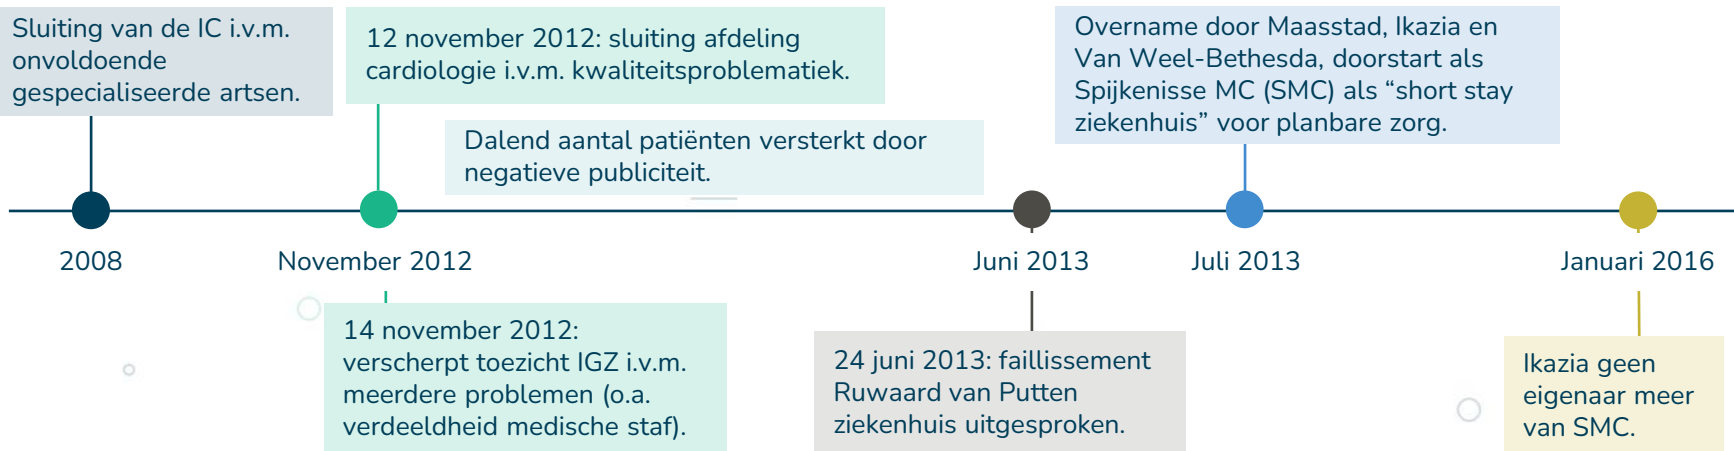 Sluiting van de IC i.v.m.
onvoldoende
gespecialiseerde artsen.
12 november 2012: sluiting afdeling
cardiologie i.v.m. kwaliteitsproblematiek.
Dalend aantal patiënten versterkt door
negatieve publiciteit.
Overname door Maasstad, Ikazia en
Van Weel-Bethesda, doorstart als
Spijkenisse MC (SMC) als “short stay
ziekenhuis” voor planbare zorg.
2008
November 2012
Juni 2013
Juli 2013
Januari 2016
14 november 2012:
verscherpt toezicht IGZ i.v.m.
meerdere problemen (o.a.
verdeeldheid medische staf).
24 juni 2013: faillissement
Ruwaard van Putten
ziekenhuis uitgesproken.
Ikazia geen
eigenaar meer
van SMC.